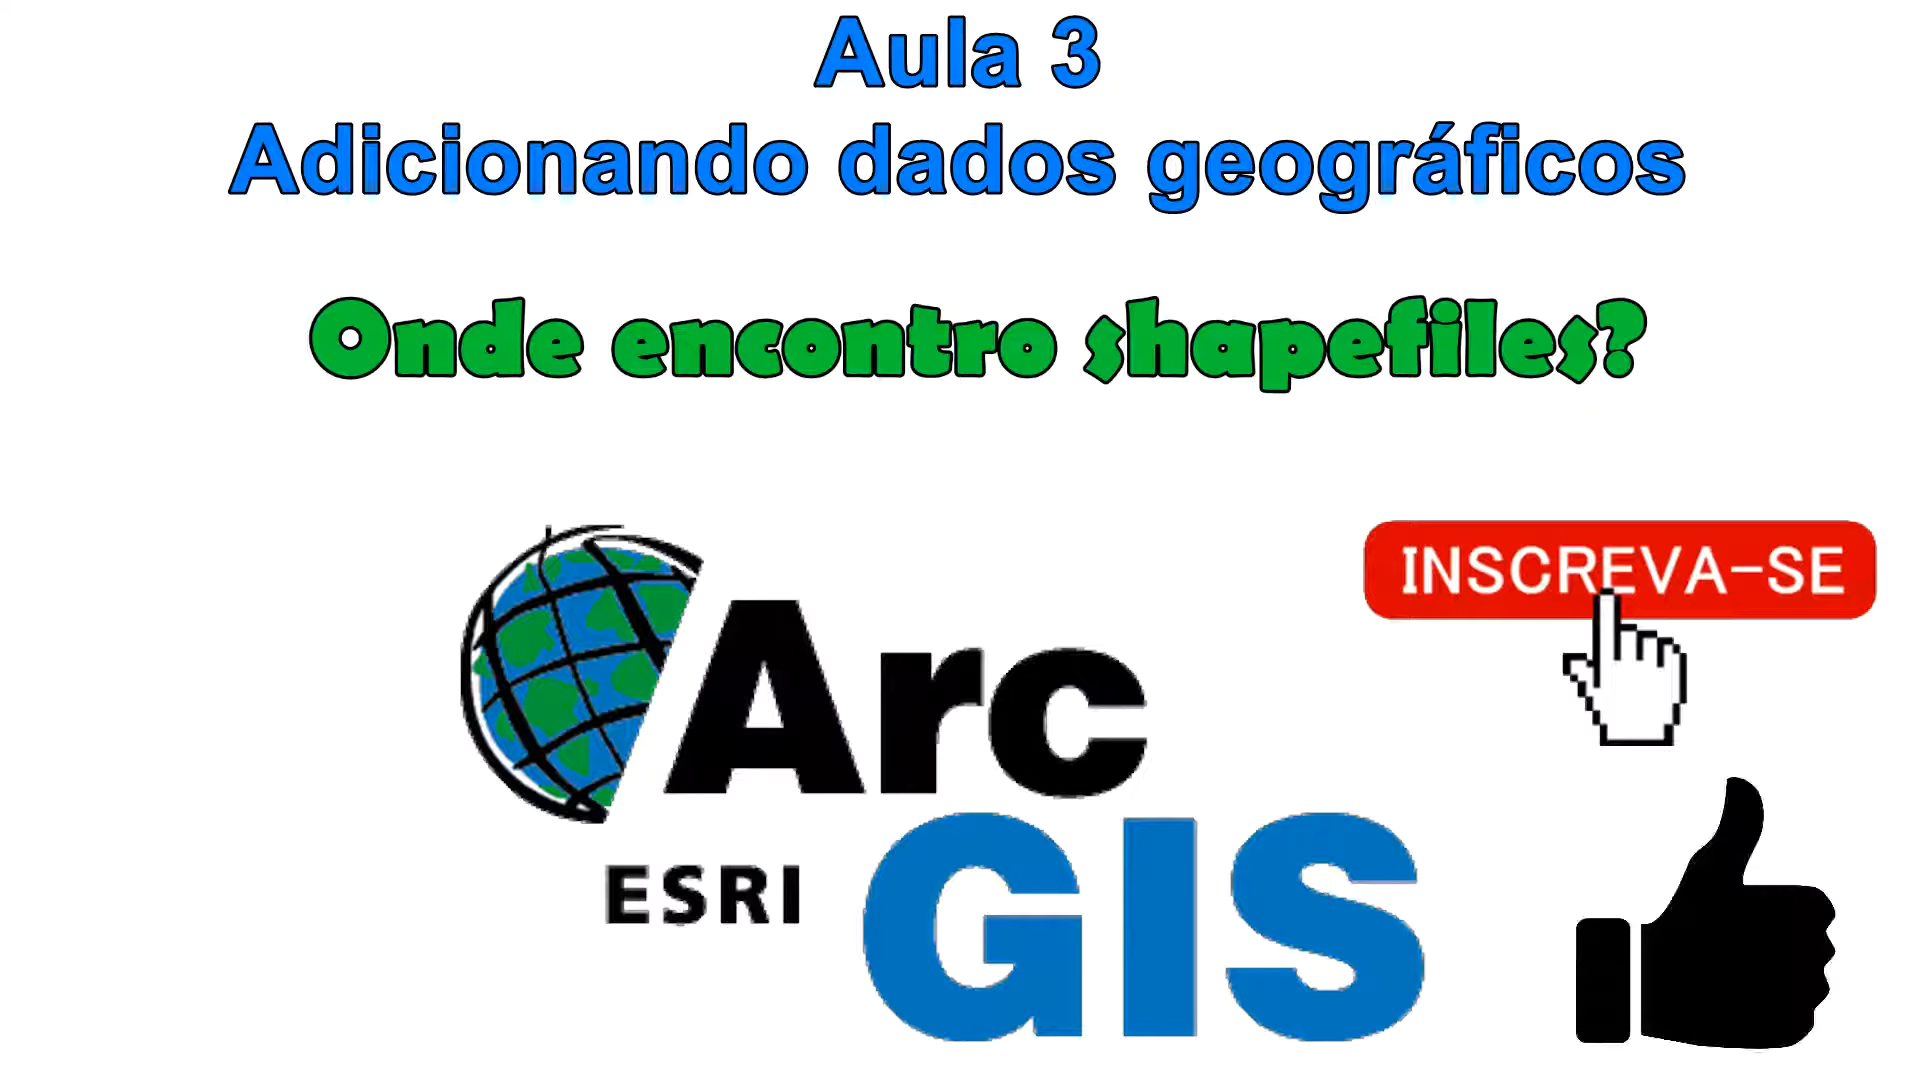 Aula 3
Adicionando dados geográficos
Onde encontro shapefiles?
INSCREVA-SE
Arc
ESRI
GIS